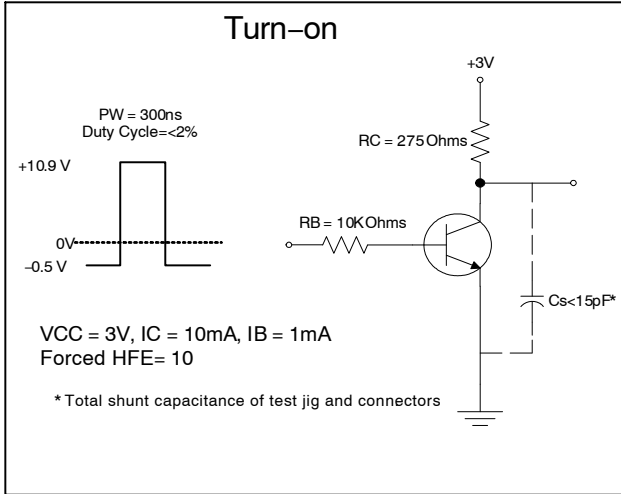 Turn−on
+3V
PW = 300ns
Duty Cycle=<2%
RC = 275 Ohms
+10.9 V
RB = 10K Ohms
0V
−0.5 V
Cs<15pF*
VCC = 3V, IC = 10mA, IB = 1mA
Forced HFE= 10
* Total shunt capacitance of test jig and connectors